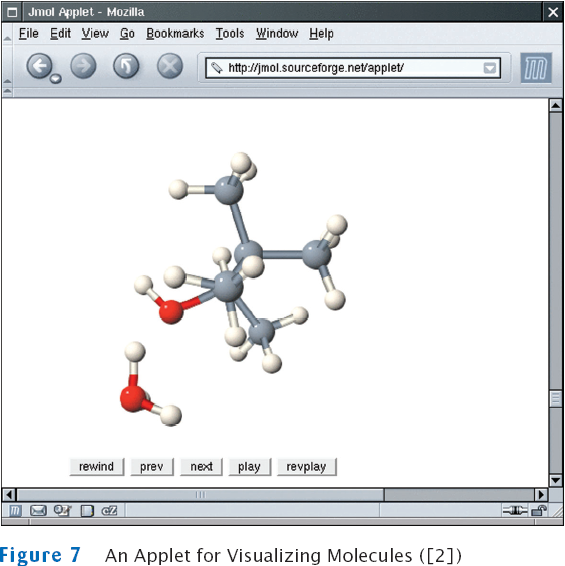 Jmol Applet - Mozilla
File Edit View Go Bookmarks Tools Window Help
http://jmol.sourceforge.net/applet/
rewind prev next play revplay
Figure 7 An Applet for Visualizing Molecules ([2])